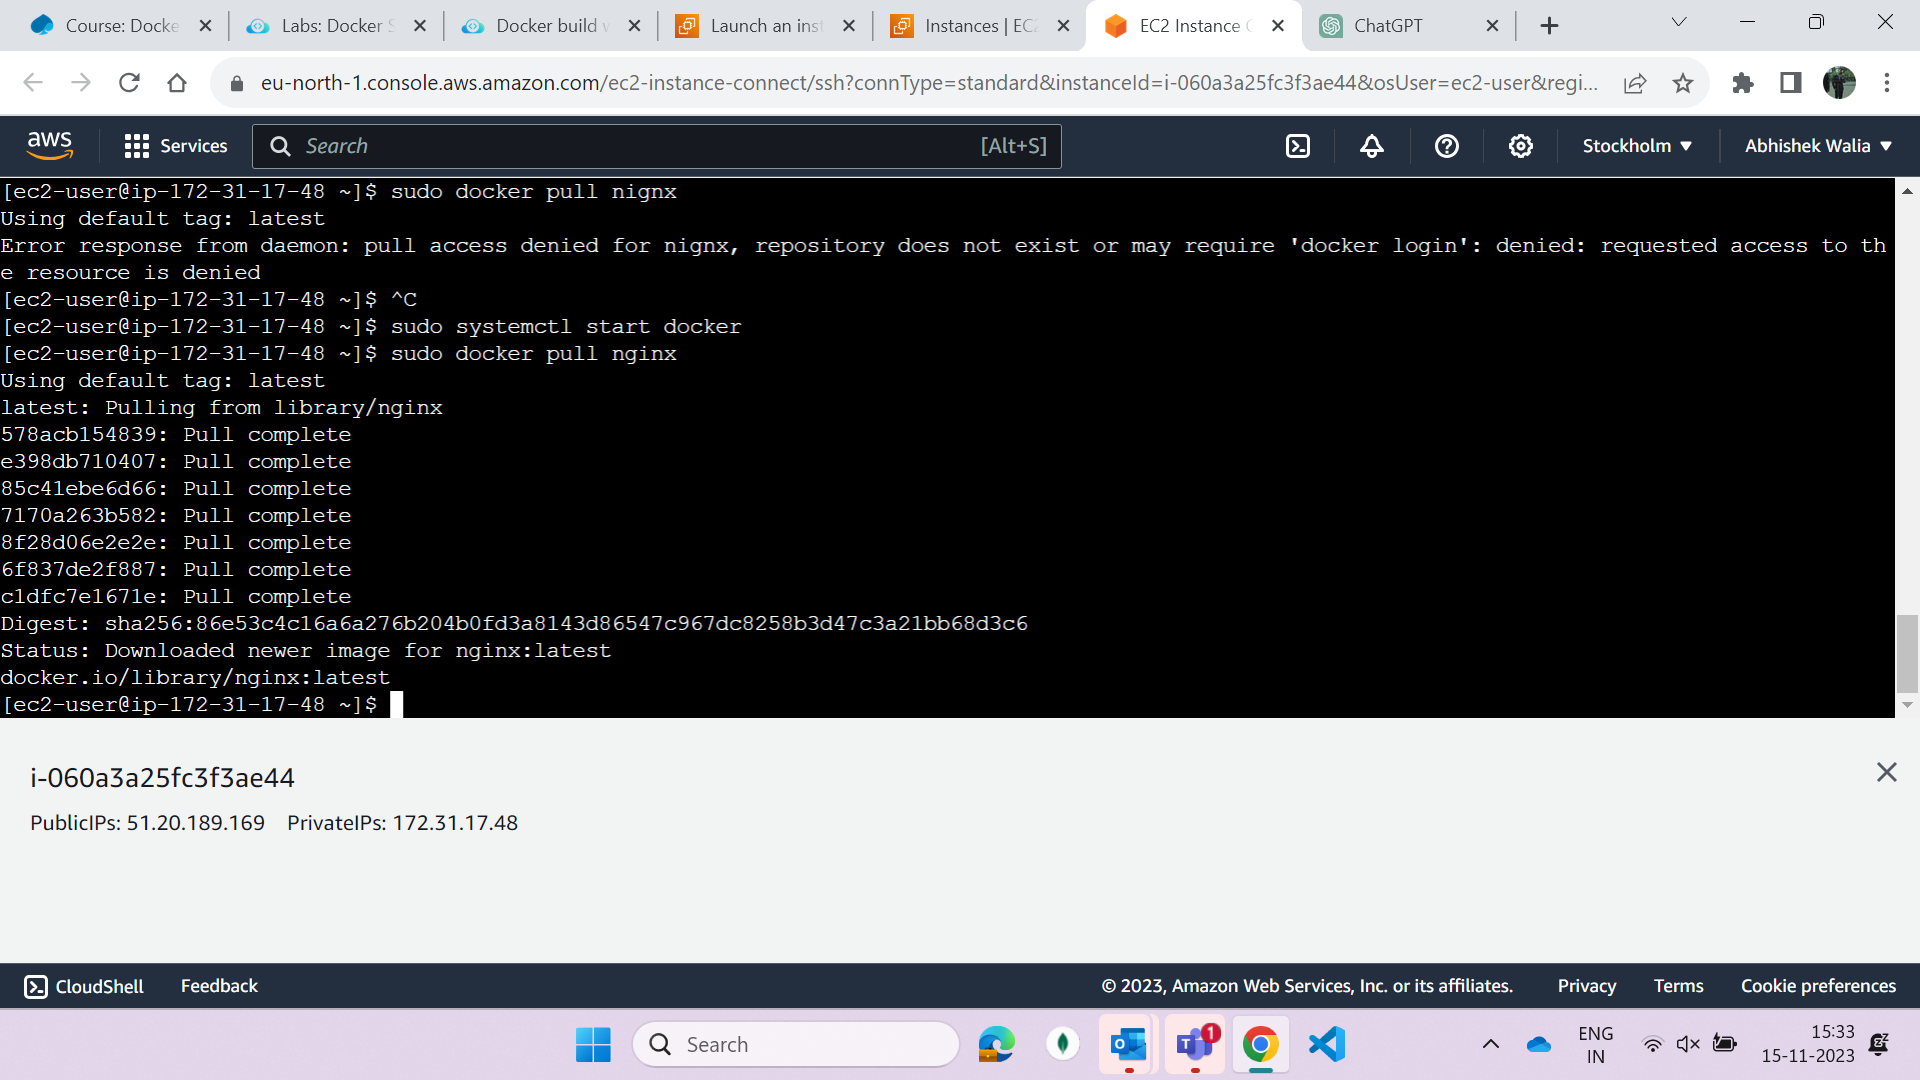 Course: Docke
Labs: Docker S
Docker build w
Launch an inst
Instances | EC2
EC2 Instance C
ChatGPT
eu-north-1.console.aws.amazon.com/ec2-instance-connect/ssh?connType=standard&instanceId=i-060a3a25fc3f3ae44&osUser=ec2-user&regi...
aws
Services
Search
[Alt+S]
Stockholm
Abhishek Walia
[ec2-user@ip-172-31-17-48 ~]$ sudo docker pull nignx
Using default tag: latest
Error response from daemon: pull access denied for nignx, repository does not exist or may require 'docker login': denied: requested access to th
e resource is denied
[ec2-user@ip-172-31-17-48 ~]$ ^C
[ec2-user@ip-172-31-17-48 ~]$ sudo systemctl start docker
[ec2-user@ip-172-31-17-48 ~]$ sudo docker pull nginx
Using default tag: latest
latest: Pulling from library/nginx
578acb154839: Pull complete
e398db710407: Pull complete
85c41ebe6d66: Pull complete
7170a263b582: Pull complete
8f28d06e2e2e: Pull complete
6f837de2f887: Pull complete
c1dfc7e1671e: Pull complete
Digest: sha256:86e53c4c16a6a276b204b0fd3a8143d86547c967dc8258b3d47c3a21bb68d3c6
Status: Downloaded newer image for nginx:latest
docker.io/library/nginx:latest
[ec2-user@ip-172-31-17-48 ~]$
i-060a3a25fc3f3ae44
PublicIPs: 51.20.189.169 PrivateIPs: 172.31.17.48
CloudShell
Feedback
© 2023, Amazon Web Services, Inc. or its affiliates.
Privacy
Terms
Cookie preferences
Search
1
ENG
IN
15:33
15-11-2023